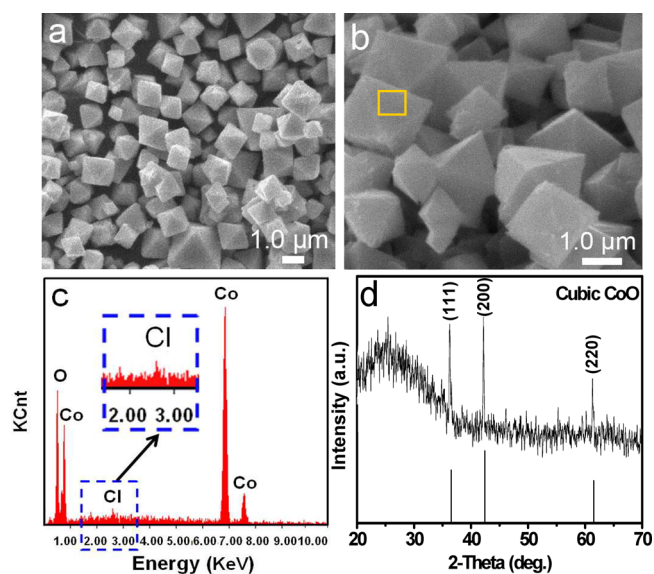 a
1.0 µm
b
1.0 µm
c
KCnt
O
Co
Cl
2.00 3.00
Cl
Co
Co
1.00 2.00 3.00 4.00 5.00 6.00 7.00 8.00 9.00 10.00
Energy (KeV)
d
Cubic CoO
(111)
(200)
(220)
Intensity (a.u.)
20 30 40 50 60 70
2-Theta (deg.)